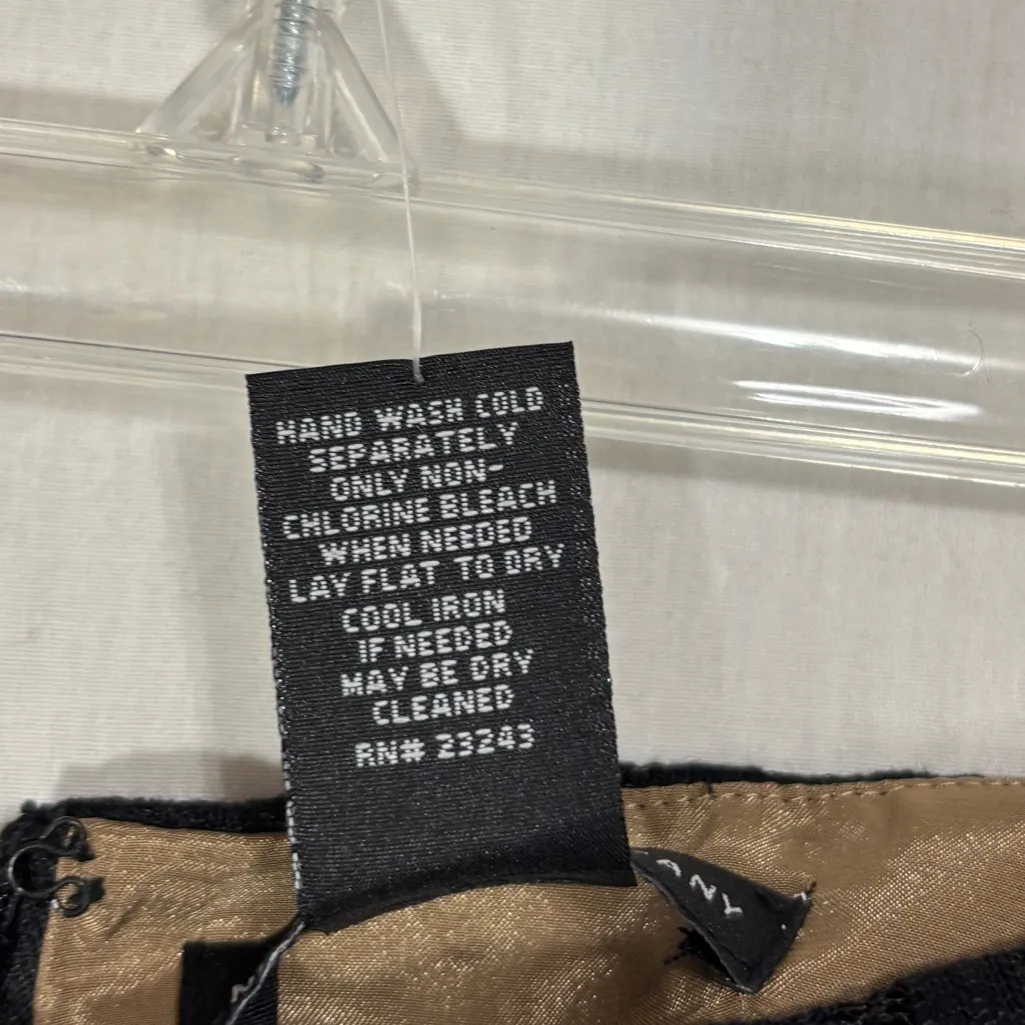 HAND WASH COLD
SEPARATELY
ONLY NON-
CHLORINE BLEACH
WHEN NEEDED
LAY FLAT TO DRY
COOL IRON
IF NEEDED
MAY BE DRY
CLEANED
RN# 23243